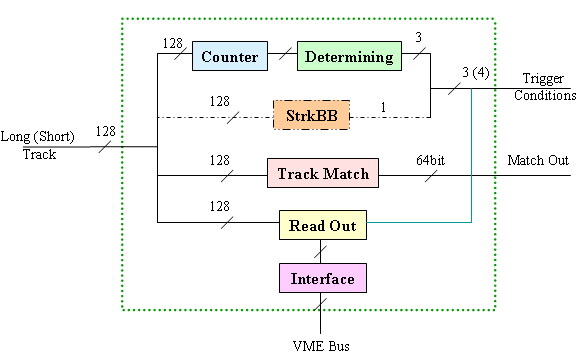 128
Counter
Determining
3
3 (4)
Trigger
Conditions
128
StrkBB
1
Long (Short)
Track
128
128
Track Match
64bit
Match Out
128
Read Out
Interface
VME Bus